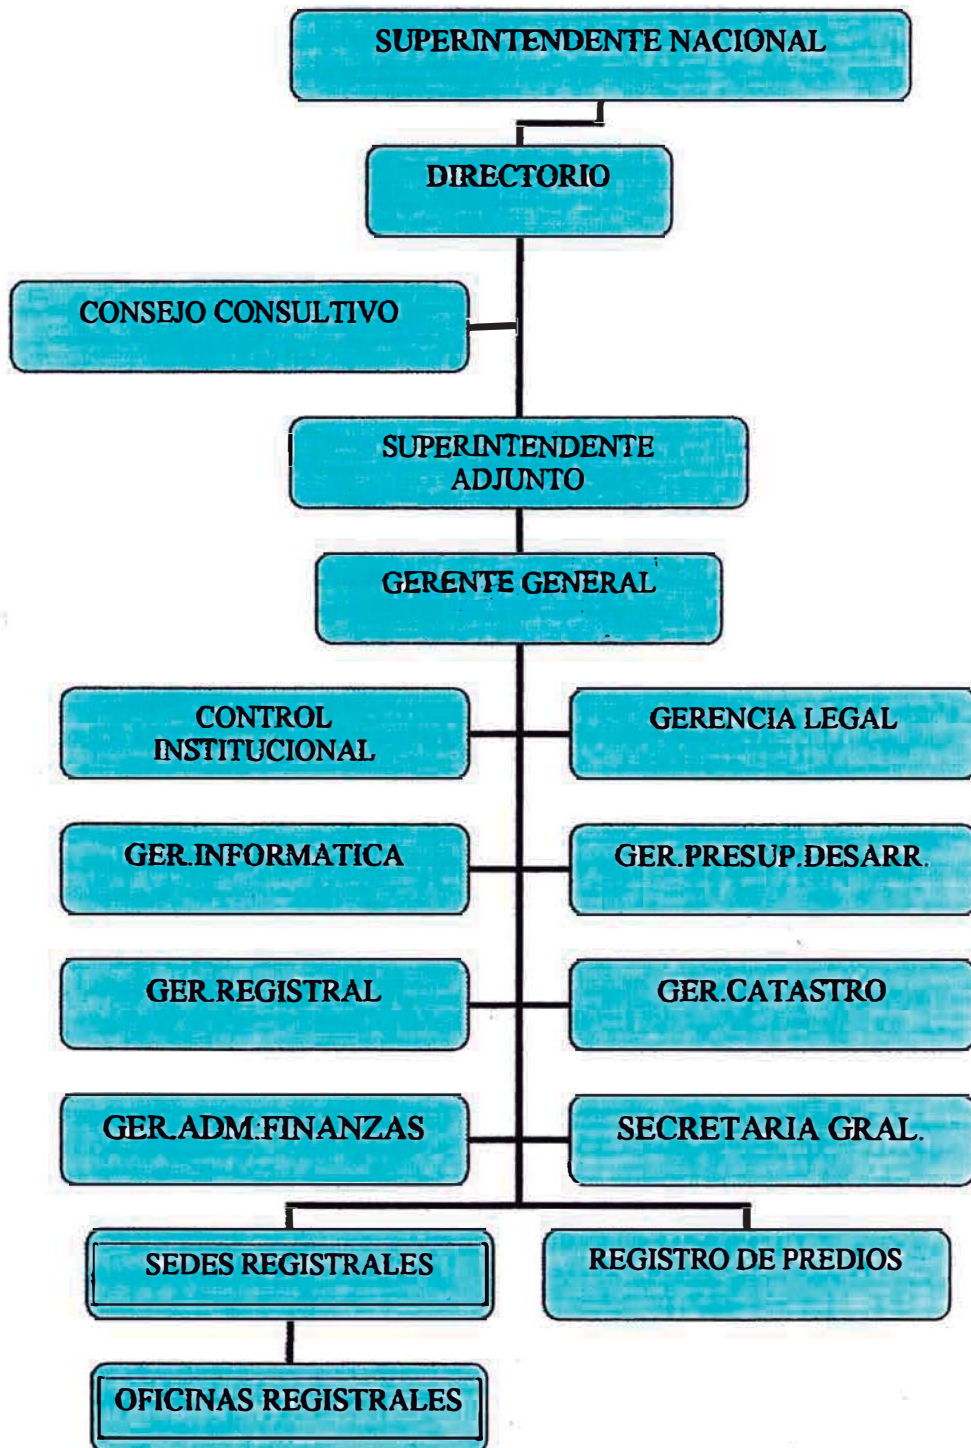 SUPERINTENDENTE NACIONAL
DIRECTORIO
CONSEJO CONSULTIVO
SUPERINTENDENTE
ADJUNTO
GERENTE GENERAL
CONTROL
INSTITUCIONAL
GERENCIA LEGAL
GER.INFORMATICA
GER.PRESUP.DESARR.
GER.REGISTRAL
GER.CATASTRO
GER.ADM:FINANZAS
SECRETARIA GRAL.
SEDES REGISTRALES
REGISTRO DE PREDIOS
OFICINAS REGISTRALES